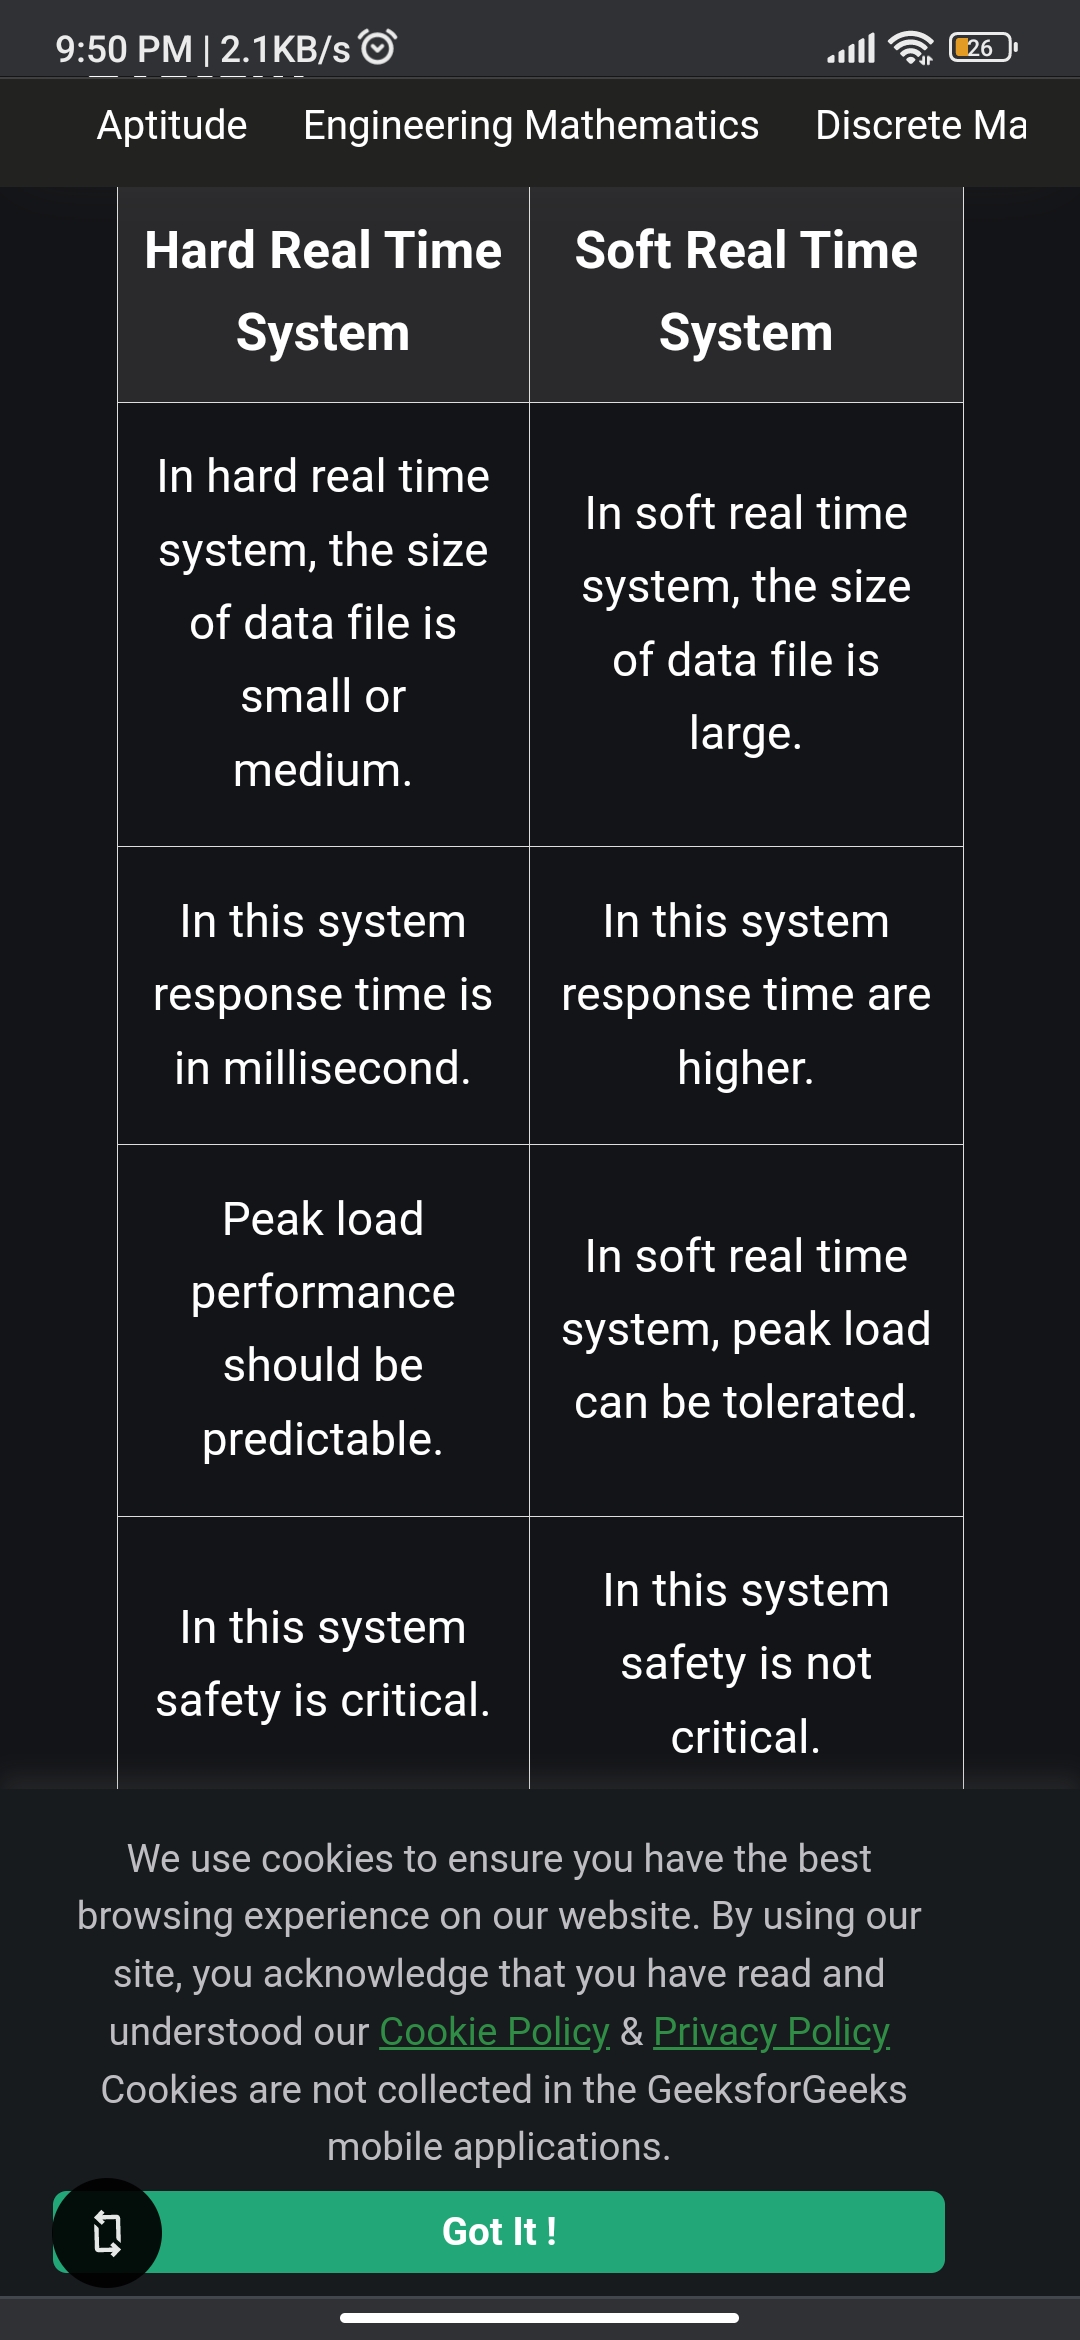 9:50 PM | 2.1KB/s
26
Aptitude Engineering Mathematics Discrete Ma
Hard Real Time
System
Soft Real Time
System
In hard real time
system, the size
of data file is
small or
medium.
In soft real time
system, the size
of data file is
large.
In this system
response time is
in millisecond.
In this system
response time are
higher.
Peak load
performance
should be
predictable.
In soft real time
system, peak load
can be tolerated.
In this system
safety is critical.
In this system
safety is not
critical.
We use cookies to ensure you have the best
browsing experience on our website. By using our
site, you acknowledge that you have read and
understood our Cookie Policy & Privacy Policy
Cookies are not collected in the GeeksforGeeks
mobile applications.
Got It !